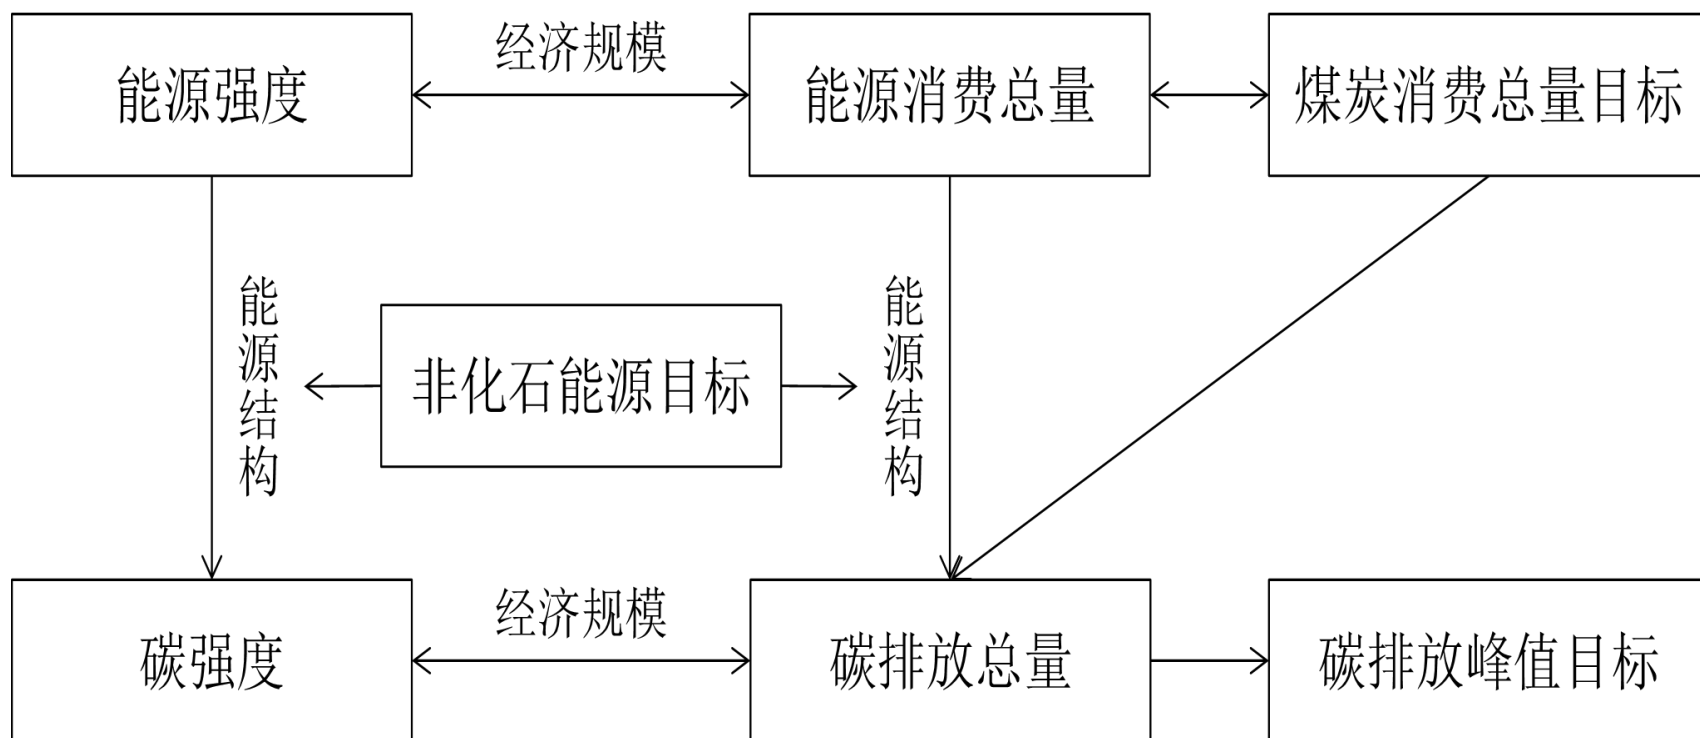 经济规模
能源强度
能源消费总量
煤炭消费总量目标
能源结构
非化石能源目标
能源结构
经济规模
碳强度
碳排放总量
碳排放峰值目标